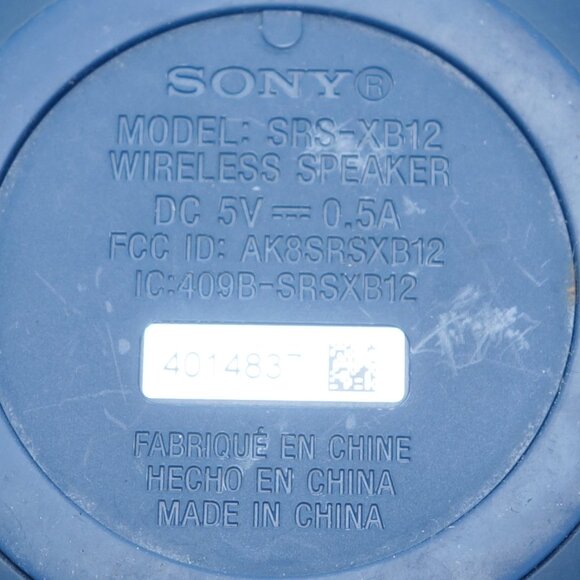 SONY®
MODEL: SRS-XB12
WIRELESS SPEAKER
DC 5V ⎓ 0.5A
FCC ID: AK8SRSXB12
IC:409B-SRSXB12
4014837
FABRIQUÉ EN CHINE
HECHO EN CHINA
MADE IN CHINA